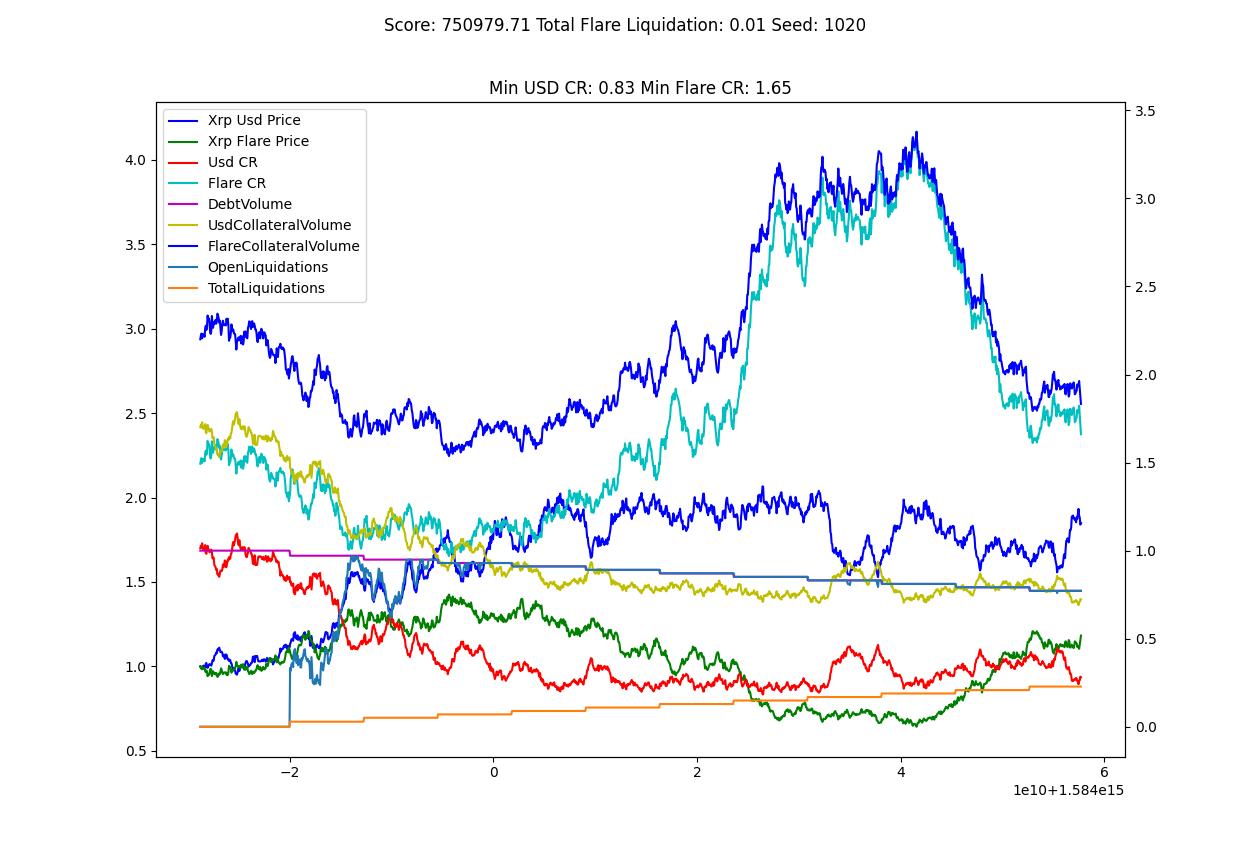 Score: 750979.71 Total Flare Liquidation: 0.01 Seed: 1020
Min USD CR: 0.83 Min Flare CR: 1.65
Xrp Usd Price
Xrp Flare Price
Usd CR
Flare CR
DebtVolume
UsdCollateralVolume
FlareCollateralVolume
OpenLiquidations
TotalLiquidations
4.0
3.5
3.0
2.5
2.0
1.5
1.0
0.5
3.5
3.0
2.5
2.0
1.5
1.0
0.5
0.0
−2 0 2 4 6
1e10+1.584e15